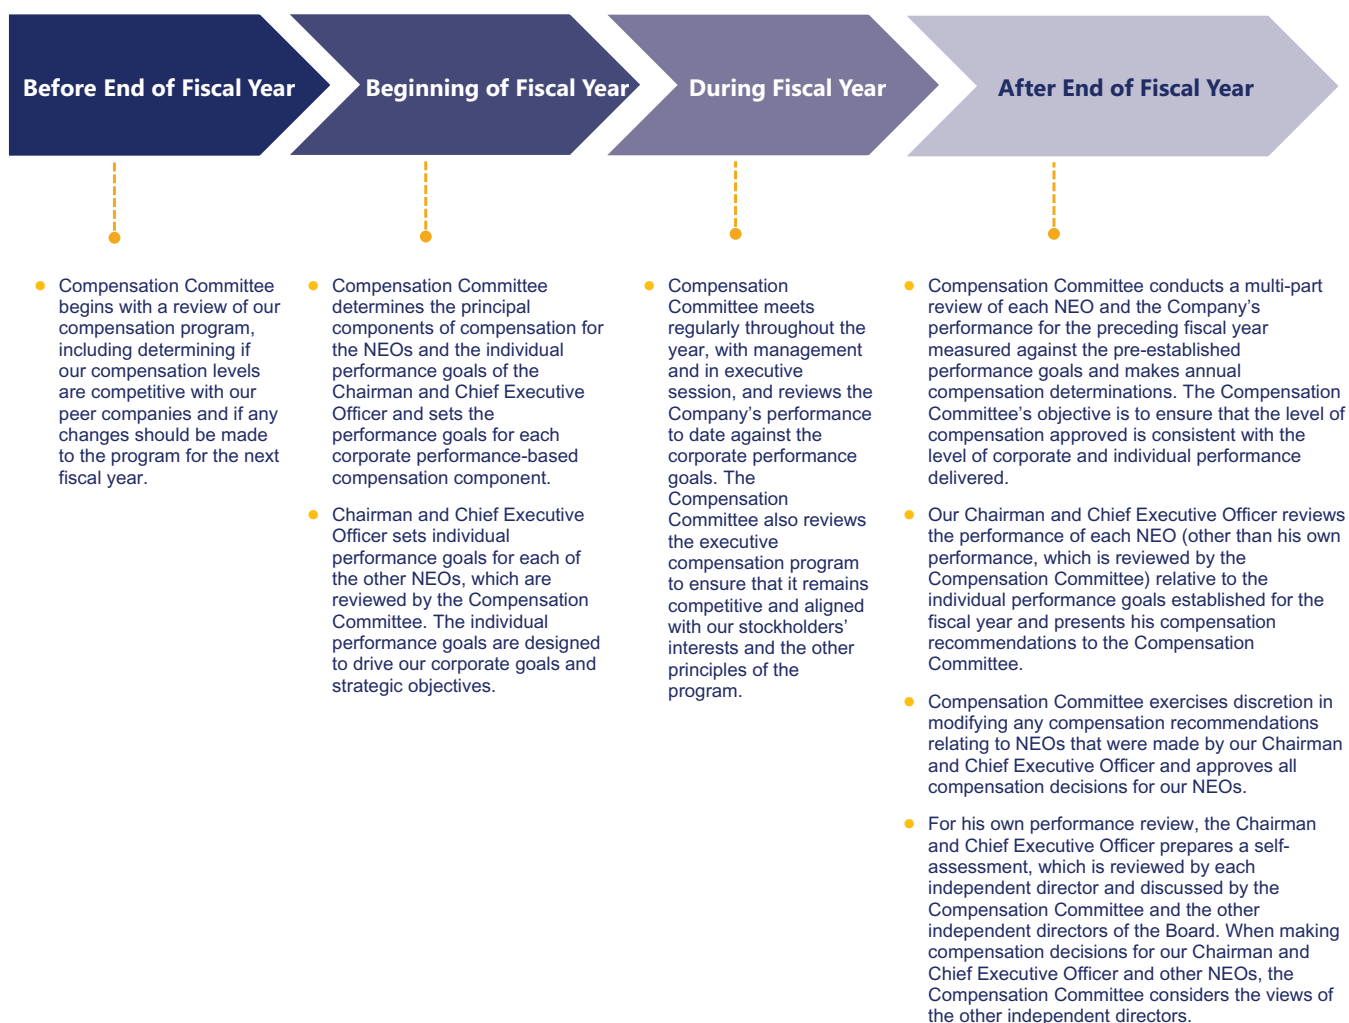 Before End of Fiscal Year
Beginning of Fiscal Year
During Fiscal Year
After End of Fiscal Year
Compensation Committee
begins with a review of our
compensation program,
including determining if
our compensation levels
are competitive with our
peer companies and if any
changes should be made
to the program for the next
fiscal year.
Compensation Committee
determines the principal
components of compensation for
the NEOs and the individual
performance goals of the
Chairman and Chief Executive
Officer and sets the
performance goals for each
corporate performance-based
compensation component.
Chairman and Chief Executive
Officer sets individual
performance goals for each of
the other NEOs, which are
reviewed by the Compensation
Committee. The individual
performance goals are designed
to drive our corporate goals and
strategic objectives.
Compensation
Committee meets
regularly throughout the
year, with management
and in executive
session, and reviews the
Company’s performance
to date against the
corporate performance
goals. The
Compensation
Committee also reviews
the executive
compensation program
to ensure that it remains
competitive and aligned
with our stockholders’
interests and the other
principles of the
program.
Compensation Committee conducts a multi-part
review of each NEO and the Company’s
performance for the preceding fiscal year
measured against the pre-established
performance goals and makes annual
compensation determinations. The Compensation
Committee’s objective is to ensure that the level of
compensation approved is consistent with the
level of corporate and individual performance
delivered.
Our Chairman and Chief Executive Officer reviews
the performance of each NEO (other than his own
performance, which is reviewed by the
Compensation Committee) relative to the
individual performance goals established for the
fiscal year and presents his compensation
recommendations to the Compensation
Committee.
Compensation Committee exercises discretion in
modifying any compensation recommendations
relating to NEOs that were made by our Chairman
and Chief Executive Officer and approves all
compensation decisions for our NEOs.
For his own performance review, the Chairman
and Chief Executive Officer prepares a self-
assessment, which is reviewed by each
independent director and discussed by the
Compensation Committee and the other
independent directors of the Board. When making
compensation decisions for our Chairman and
Chief Executive Officer and other NEOs, the
Compensation Committee considers the views of
the other independent directors.